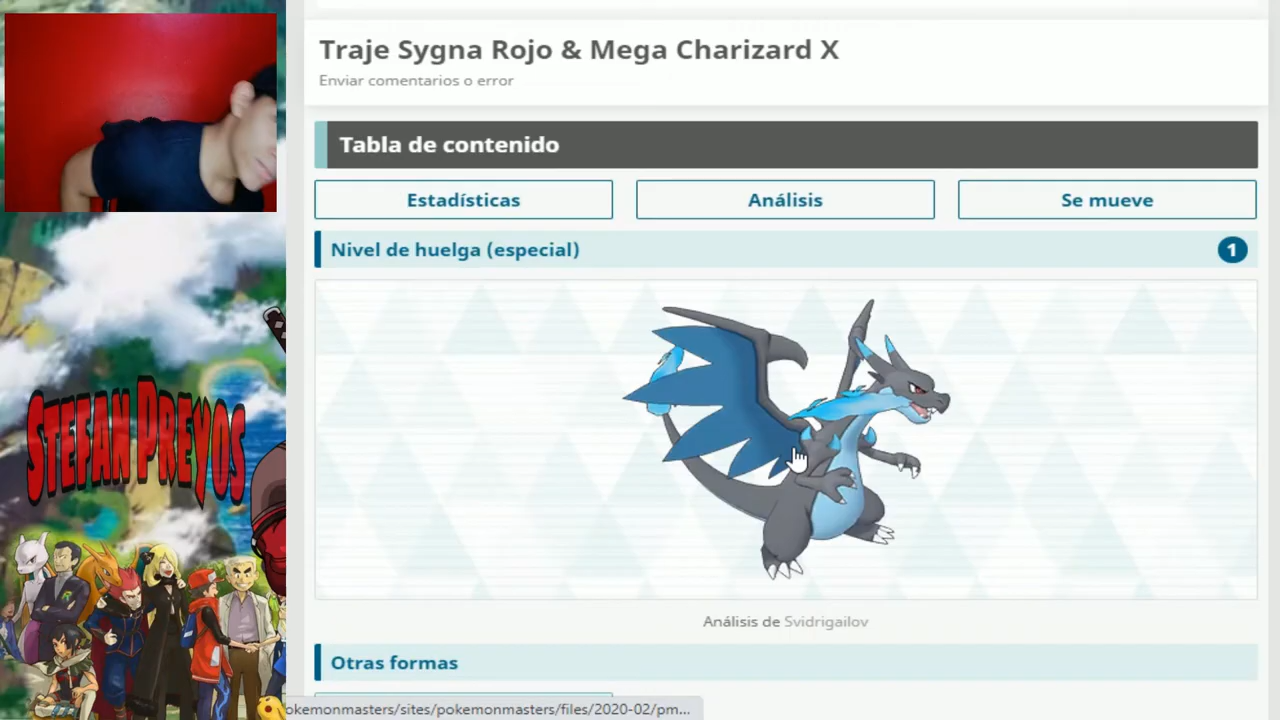 Traje Sygna Rojo & Mega Charizard X
Enviar comentarios o error
Tabla de contenido
Estadísticas
Análisis
Se mueve
Nivel de huelga (especial)
1
STEFAN PREYOS
Análisis de Svidrigailov
Otras formas
okemonmasters/sites/pokemonmasters/files/2020-02/pm...